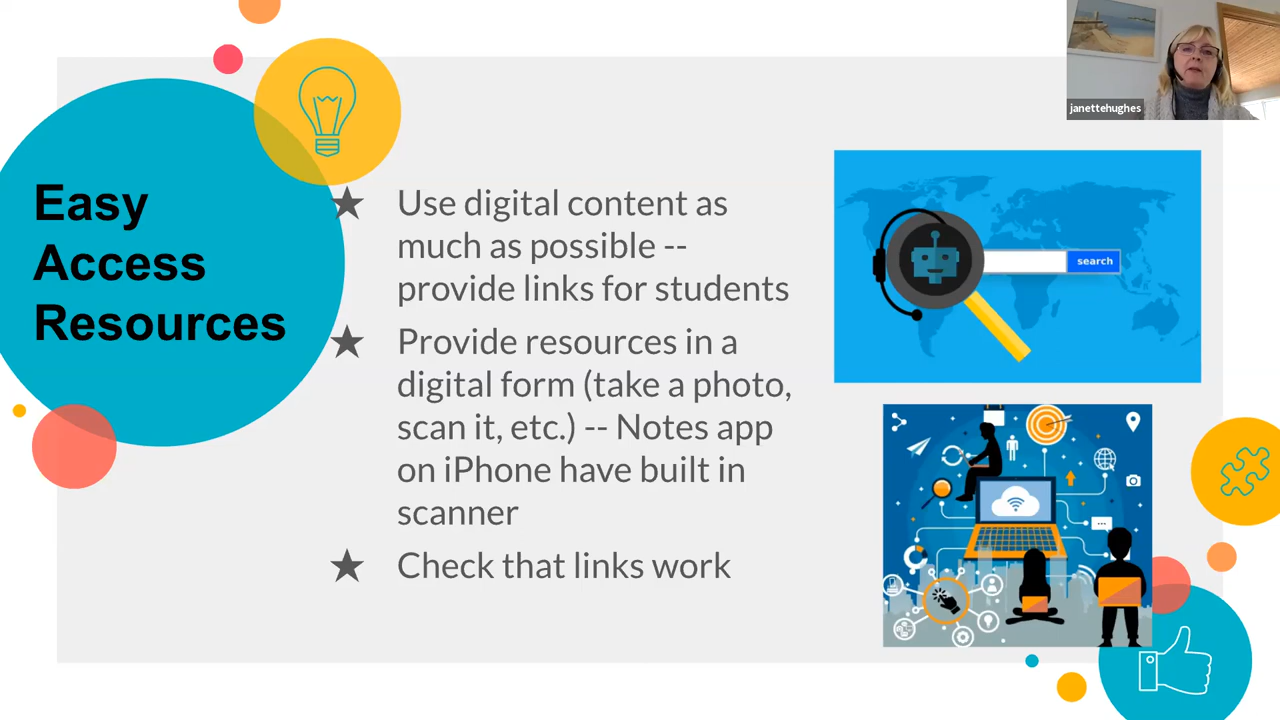 Easy
Access
Resources
★ Use digital content as
much as possible --
provide links for students
★ Provide resources in a
digital form (take a photo,
scan it, etc.) -- Notes app
on iPhone have built in
scanner
★ Check that links work
janettehughes
search